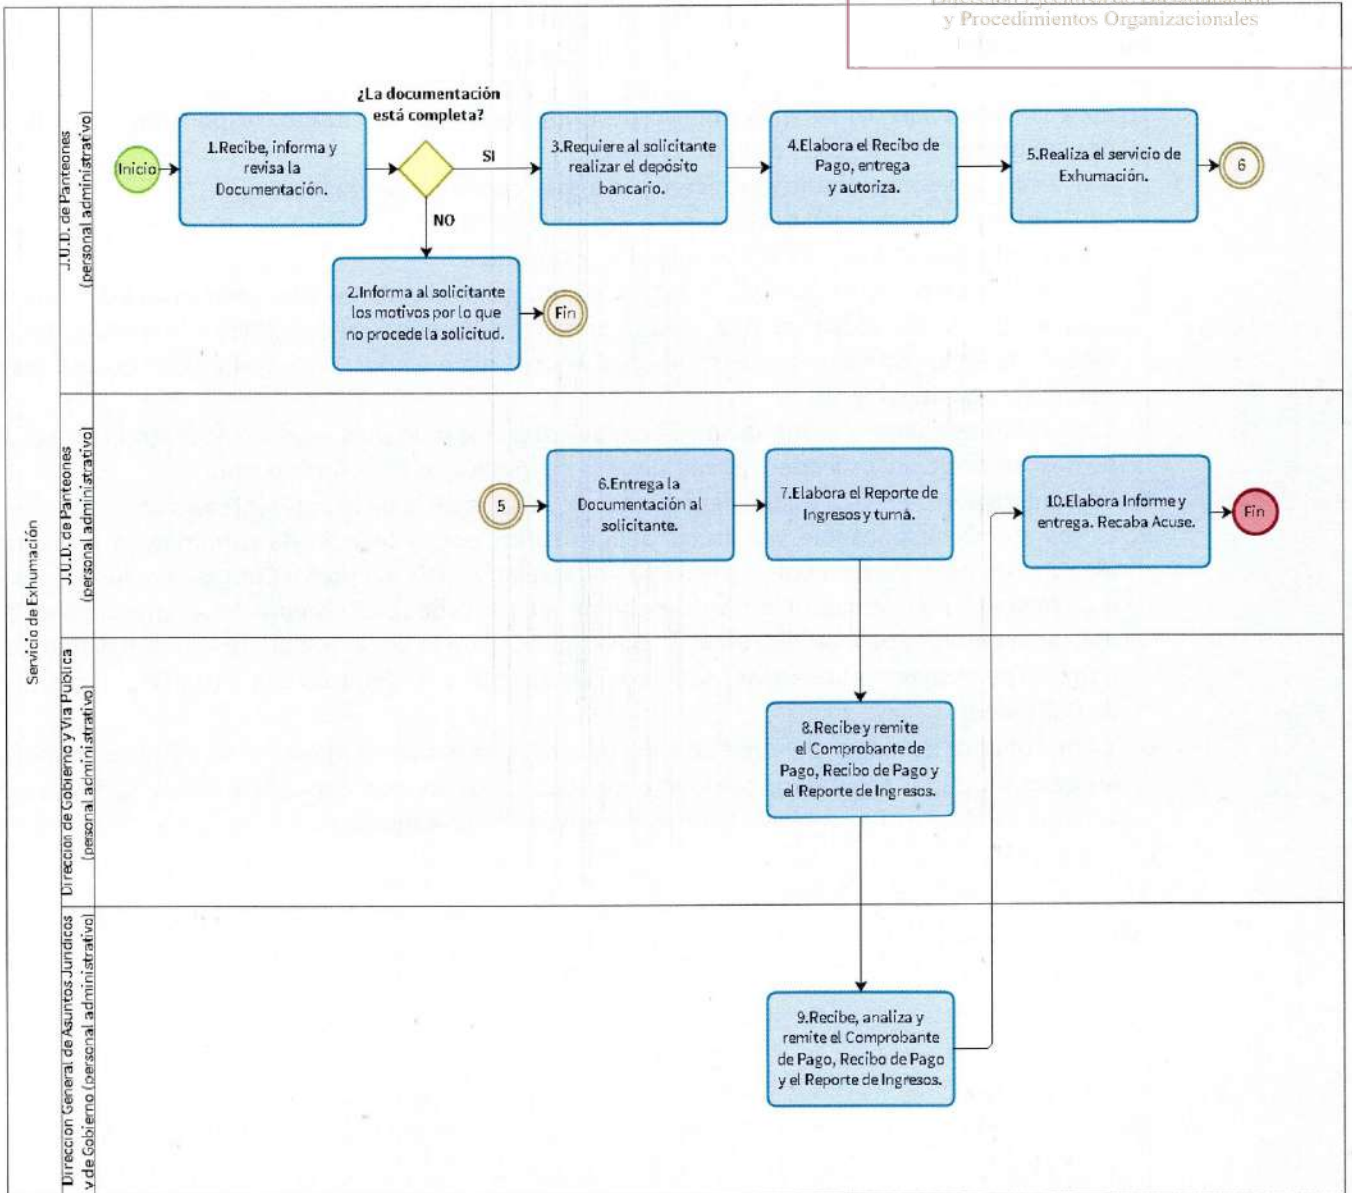 y Procedimientos Organizacionales
Servicio de Exhumación
J.U.D. de Panteones
(personal administrativo)
Inicio
1.Recibe, informa y
revisa la
Documentación.
¿La documentación
está completa?
SI
NO
2.Informa al solicitante
los motivos por lo que
no procede la solicitud.
Fin
3.Requiere al solicitante
realizar el depósito
bancario.
4.Elabora el Recibo de
Pago, entrega
y autoriza.
5.Realiza el servicio de
Exhumación.
6
J.U.D. de Panteones
(personal administrativo)
5
6.Entrega la
Documentación al
solicitante.
7.Elabora el Reporte de
Ingresos y turná.
10.Elabora Informe y
entrega. Recaba Acuse.
Fin
Dirección de Gobierno y Vía Pública
(personal administrativo)
8.Recibe y remite
el Comprobante de
Pago, Recibo de Pago y
el Reporte de Ingresos.
Dirección General de Asuntos Jurídicos
y de Gobierno (personal administrativo)
9.Recibe, analiza y
remite el Comprobante
de Pago, Recibo de Pago
y el Reporte de Ingresos.